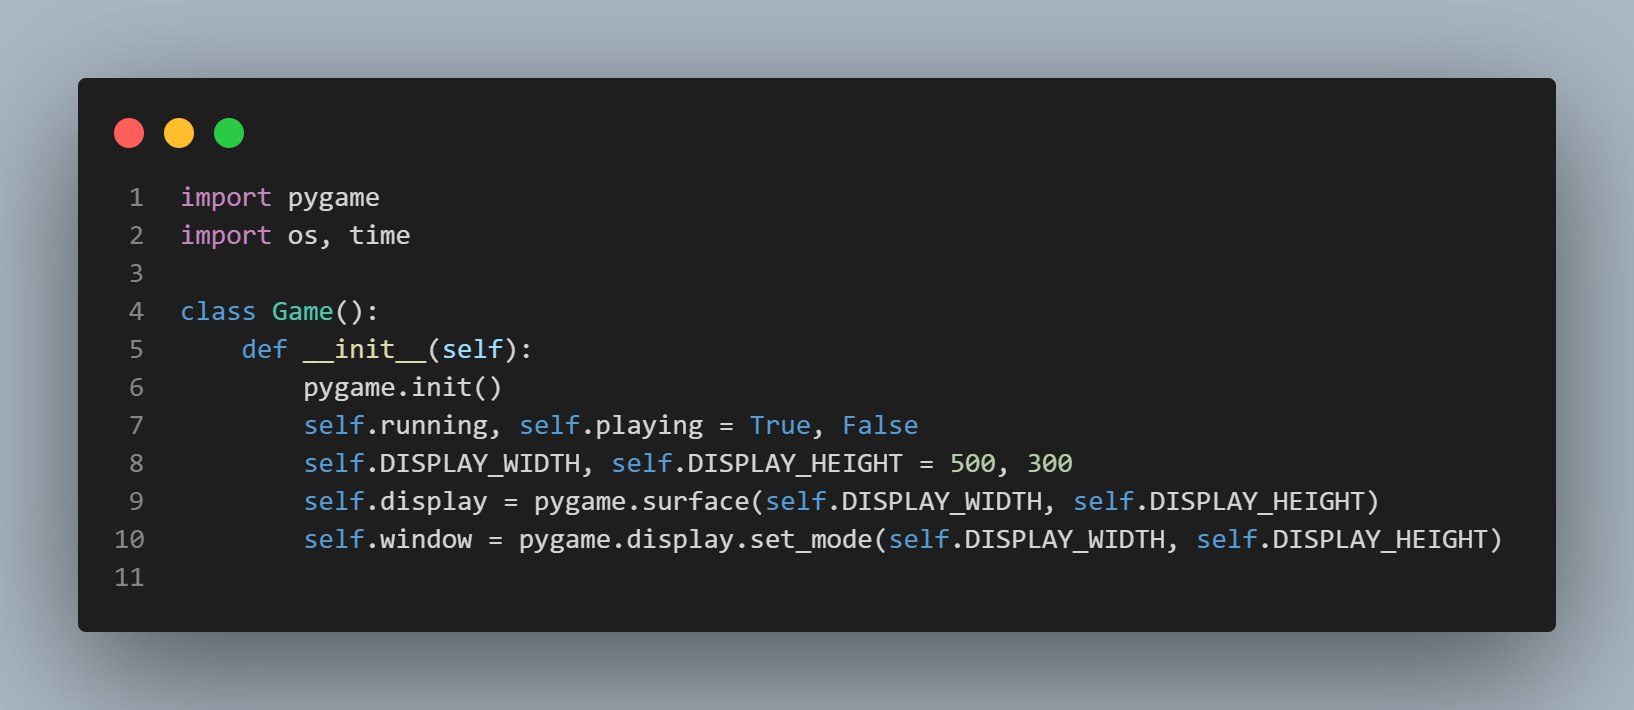 1 import pygame
2 import os, time
3
4 class Game():
5     def __init__(self):
6         pygame.init()
7         self.running, self.playing = True, False
8         self.DISPLAY_WIDTH, self.DISPLAY_HEIGHT = 500, 300
9         self.display = pygame.surface(self.DISPLAY_WIDTH, self.DISPLAY_HEIGHT)
10         self.window = pygame.display.set_mode(self.DISPLAY_WIDTH, self.DISPLAY_HEIGHT)
11